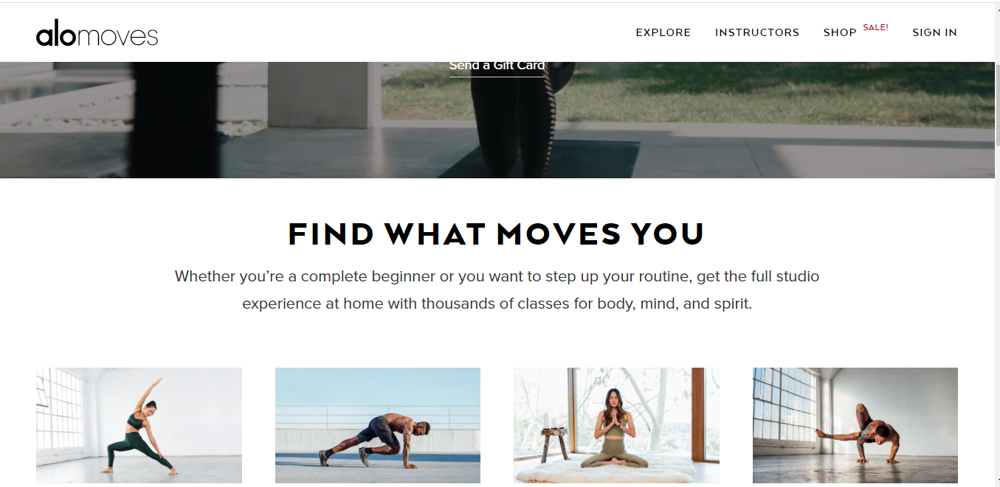 alomoves
EXPLORE INSTRUCTORS SHOP SALE! SIGN IN
Send a Gift Card
FIND WHAT MOVES YOU
Whether you’re a complete beginner or you want to step up your routine, get the full studio
experience at home with thousands of classes for body, mind, and spirit.